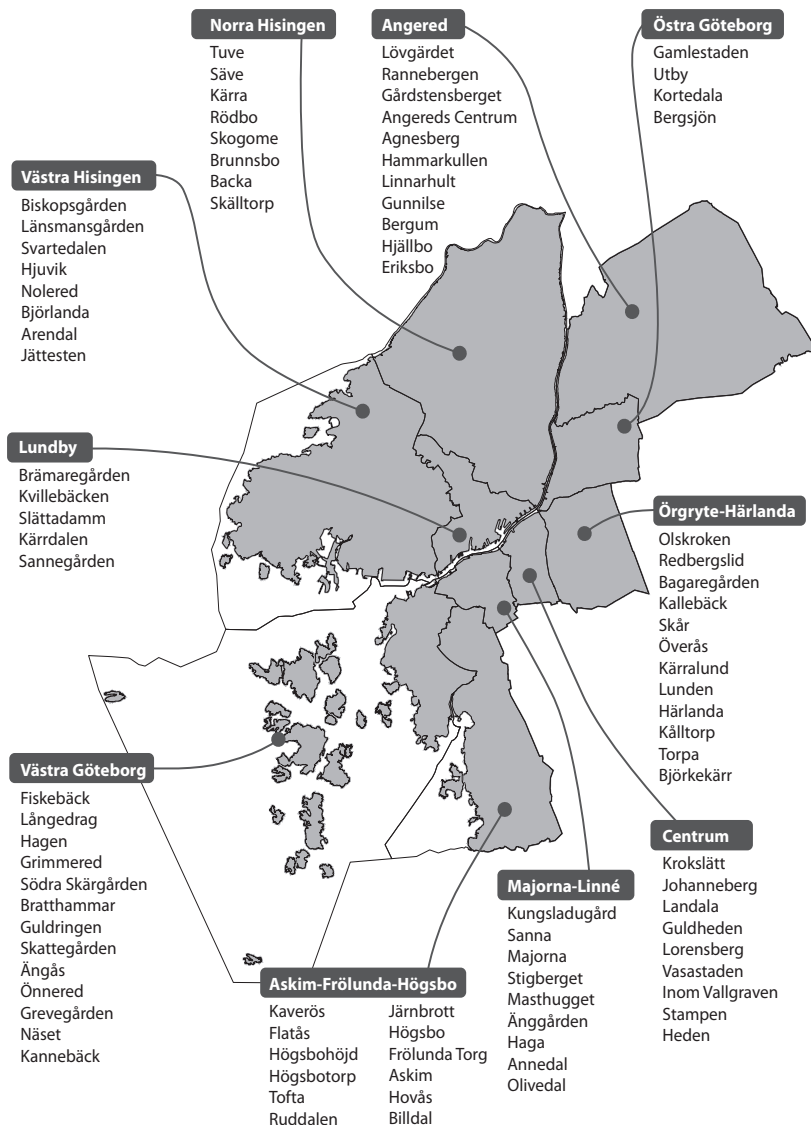 Norra Hisingen
Tuve
Säve
Kärra
Rödbo
Skogome
Brunnsbo
Backa
Skälltorp
Angered
Lövgärdet
Rannebergen
Gårdstensberget
Angereds Centrum
Agnesberg
Hammarkullen
Linnarhult
Gunnilse
Bergum
Hjällbo
Eriksbo
Östra Göteborg
Gamlestaden
Utby
Kortedala
Bergsjön
Västra Hisingen
Biskopsgården
Länsmansgården
Svartedalen
Hjuvik
Nolered
Björlanda
Arendal
Jättesten
Lundby
Brämaregården
Kvillebäcken
Slättadamm
Kärrdalen
Sannegården
Örgryte-Härlanda
Olskroken
Redbergslid
Bagaregården
Kallebäck
Skår
Överås
Kärralund
Lunden
Härlanda
Kålltorp
Torpa
Björkekärr
Västra Göteborg
Fiskebäck
Långedrag
Hagen
Grimmered
Södra Skärgården
Bratthammar
Guldringen
Skattegården
Ängås
Önnered
Grevegården
Näset
Kannebäck
Askim-Frölunda-Högsbo
Kaverös
Flatås
Högsbohöjd
Högsbotorp
Tofta
Ruddalen
Järnbrott
Högsbo
Frölunda Torg
Askim
Hovås
Billdal
Majorna-Linné
Kungsladugård
Sanna
Majorna
Stigberget
Masthugget
Änggården
Haga
Annedal
Olivedal
Centrum
Krokslätt
Johanneberg
Landala
Guldheden
Lorensberg
Vasastaden
Inom Vallgraven
Stampen
Heden